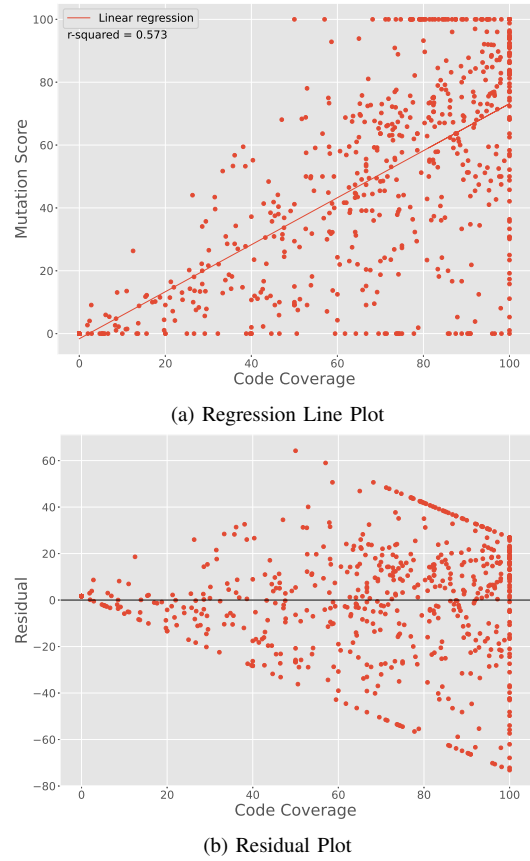 100
80
60
40
20
0
Mutation Score
Linear regression
r-squared = 0.573
0 20 40 60 80 100
Code Coverage
(a) Regression Line Plot
60
40
20
0
−20
−40
−60
−80
Residual
0 20 40 60 80 100
Code Coverage
(b) Residual Plot